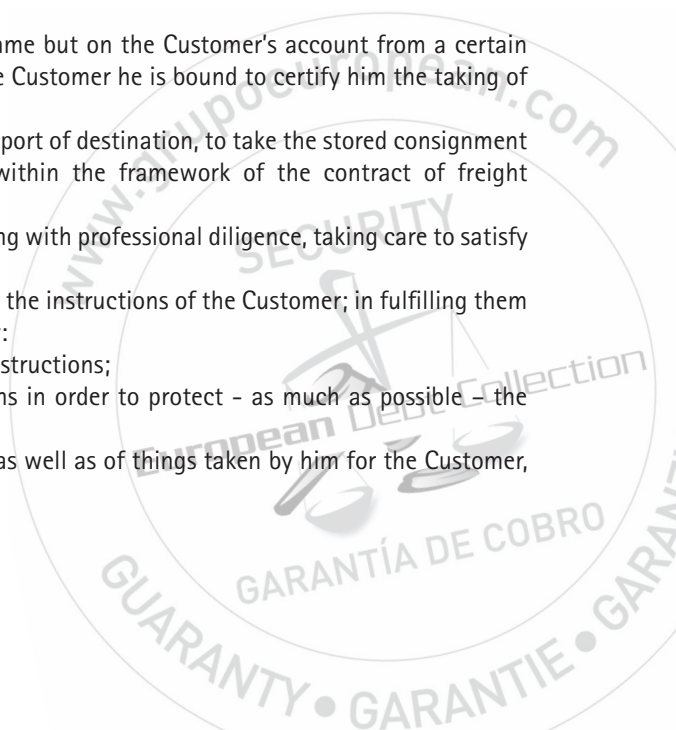 ame but on the Customer's account from a certain
e Customer he is bound to certify him the taking of
port of destination, to take the stored consignment
within the framework of the contract of freight
ng with professional diligence, taking care to satisfy
the instructions of the Customer; in fulfilling them
:
structions;
ns in order to protect - as much as possible – the
as well as of things taken by him for the Customer,
www.grupoeuropean.com
SECURITY
European Debt Collection
GARANTÍA DE COBRO
GUARANTY • GARANTIE • GARANTÍ